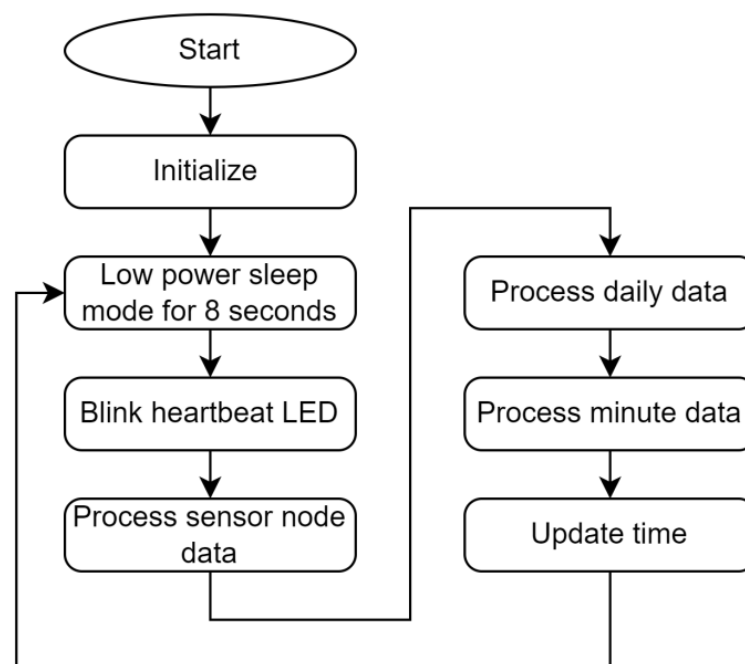 Start
Initialize
Low power sleep
mode for 8 seconds
Blink heartbeat LED
Process sensor node
data
Process daily data
Process minute data
Update time